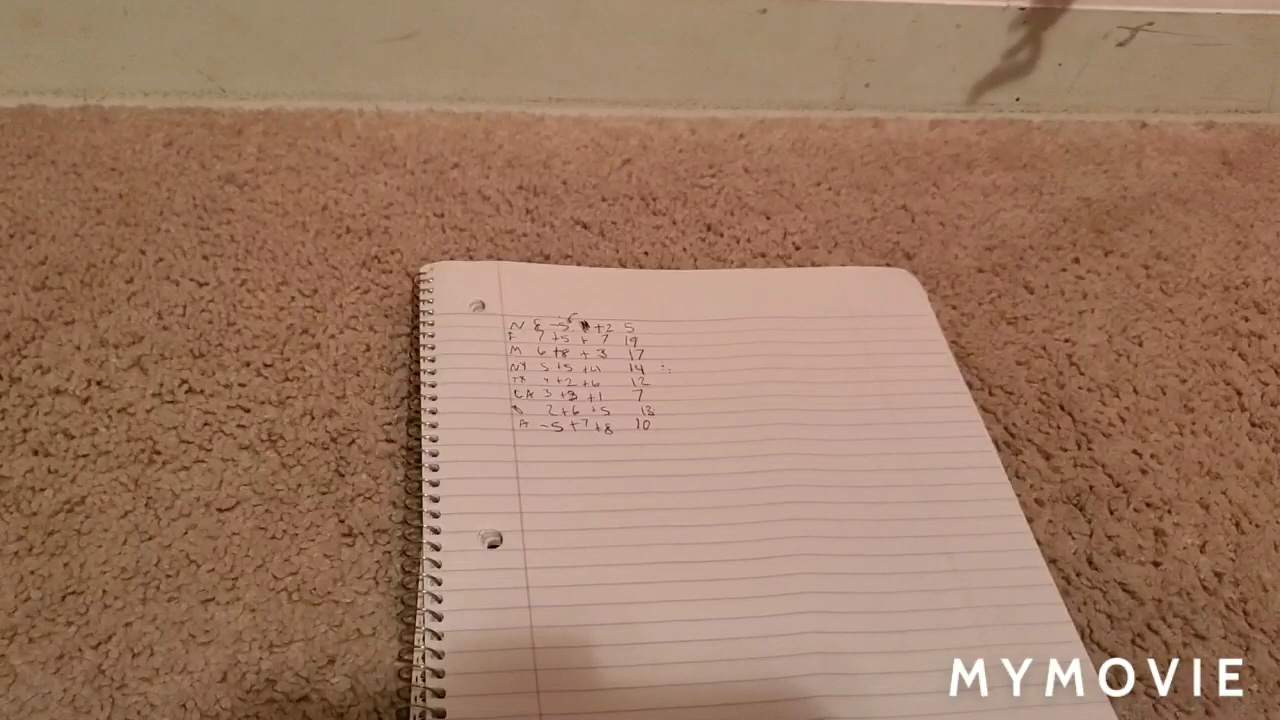 N 8 -5 +2 5
F 7 +5 + 7 19
M 6 +8 + 3 17
NY 5 +5 +4 14
TX 4 +2 +6 12
CA 3 +3 +1 7
2 +6 +5 13
A -5 +7 +8 10
MYMOVIE